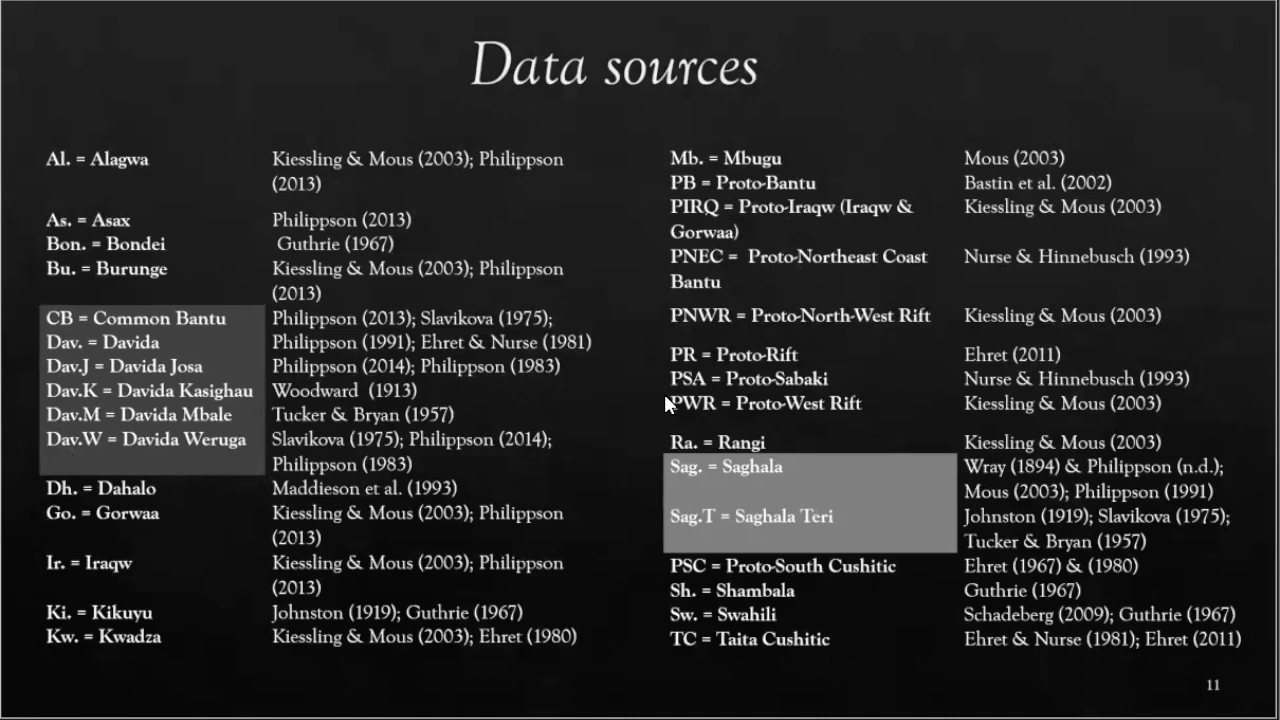 Data sources
Al. = Alagwa Kiessling & Mous (2003); Philippson
(2013)
As. = Asax Philippson (2013)
Bon. = Bondei Guthrie (1967)
Bu. = Burunge Kiessling & Mous (2003); Philippson
(2013)
CB = Common Bantu Philippson (2013); Slavikova (1975);
Dav. = Davida Philippson (1991); Ehret & Nurse (1981)
Dav.J = Davida Josa Philippson (2014); Philippson (1983)
Dav.K = Davida Kasighau Woodward (1913)
Dav.M = Davida Mbale Tucker & Bryan (1957)
Dav.W = Davida Weruga Slavikova (1975); Philippson (2014);
Philippson (1983)
Dh. = Dahalo Maddieson et al. (1993)
Go. = Gorwaa Kiessling & Mous (2003); Philippson
(2013)
Ir. = Iraqw Kiessling & Mous (2003); Philippson
(2013)
Ki. = Kikuyu Johnston (1919); Guthrie (1967)
Kw. = Kwadza Kiessling & Mous (2003); Ehret (1980)
Mb. = Mbugu Mous (2003)
PB = Proto-Bantu Bastin et al. (2002)
PIRQ = Proto-Iraqw (Iraqw & Kiessling & Mous (2003)
Gorwaa)
PNEC = Proto-Northeast Coast Nurse & Hinnebusch (1993)
Bantu
PNWR = Proto-North-West Rift Kiessling & Mous (2003)
PR = Proto-Rift Ehret (2011)
PSA = Proto-Sabaki Nurse & Hinnebusch (1993)
PWR = Proto-West Rift Kiessling & Mous (2003)
Ra. = Rangi Kiessling & Mous (2003)
Sag. = Saghala Wray (1894) & Philippson (n.d.);
Mous (2003); Philippson (1991)
Sag.T = Saghala Teri Johnston (1919); Slavikova (1975);
Tucker & Bryan (1957)
PSC = Proto-South Cushitic Ehret (1967) & (1980)
Sh. = Shambala Guthrie (1967)
Sw. = Swahili Schadeberg (2009); Guthrie (1967)
TC = Taita Cushitic Ehret & Nurse (1981); Ehret (2011)
11